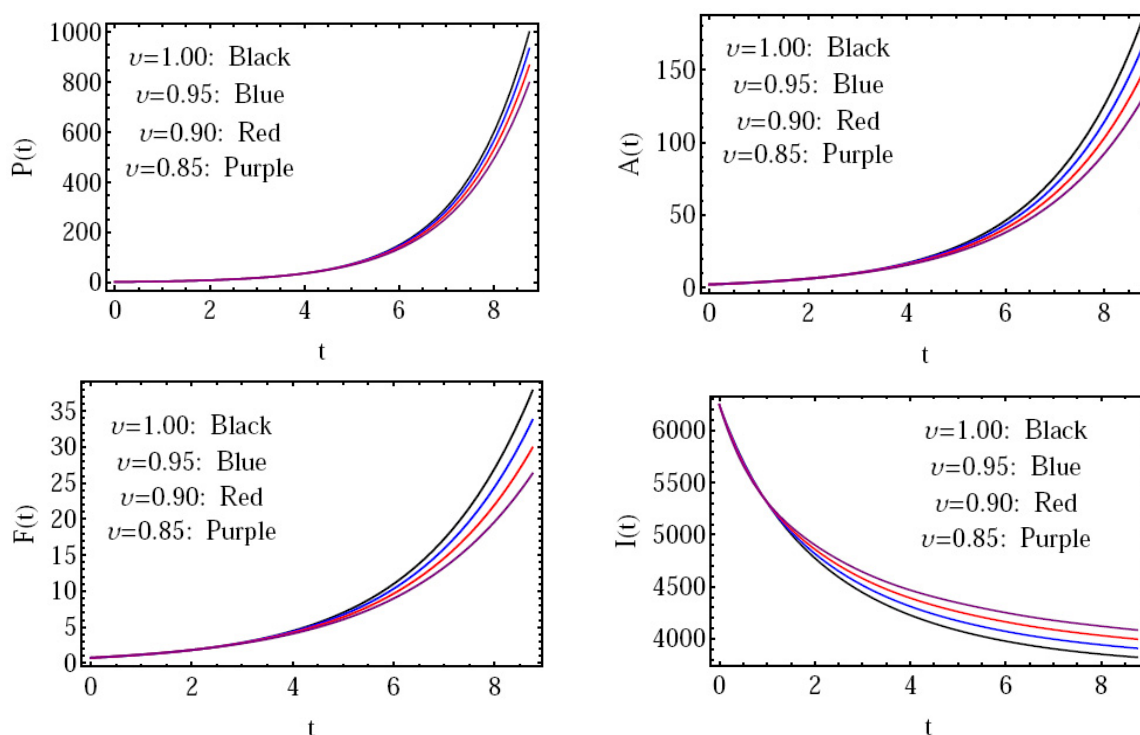 1000
800
600
400
200
0
P(t)
υ=1.00: Black
υ=0.95: Blue
υ=0.90: Red
υ=0.85: Purple
0 2 4 6 8
t
150
100
50
0
A(t)
υ=1.00: Black
υ=0.95: Blue
υ=0.90: Red
υ=0.85: Purple
0 2 4 6 8
t
35
30
25
20
15
10
5
0
F(t)
υ=1.00: Black
υ=0.95: Blue
υ=0.90: Red
υ=0.85: Purple
0 2 4 6 8
t
6000
5500
5000
4500
4000
I(t)
υ=1.00: Black
υ=0.95: Blue
υ=0.90: Red
υ=0.85: Purple
0 2 4 6 8
t